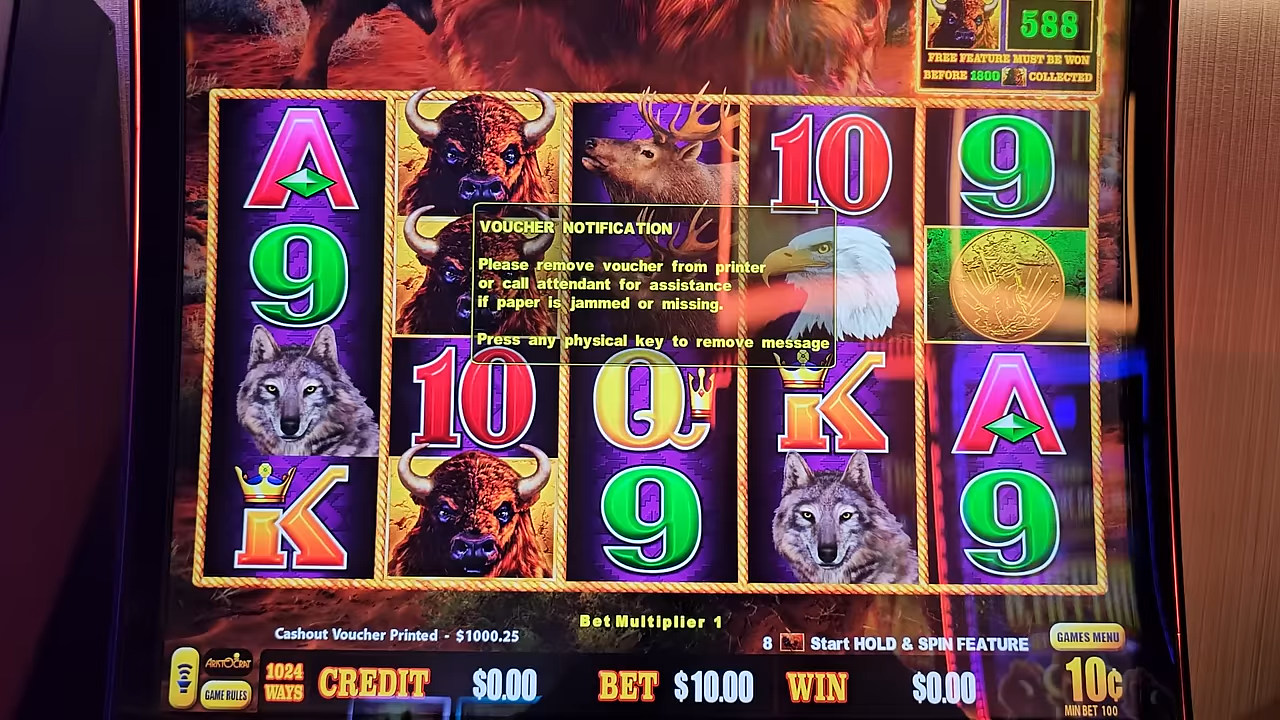 588
FREE FEATURE MUST BE WON
BEFORE 1800 COLLECTED
A 10 9
9
VOUCHER NOTIFICATION
Please remove voucher from printer
or call attendant for assistance
if paper is jammed or missing.
Press any physical key to remove message
10 Q K A
K 9 9
Bet Multiplier 1
Cashout Voucher Printed - $1000.25
8 Start HOLD & SPIN FEATURE
GAMES MENU
ARISTOCRAT
GAME RULES
1024
WAYS
CREDIT $0.00 BET $10.00 WIN $0.00
10¢
MIN BET 100